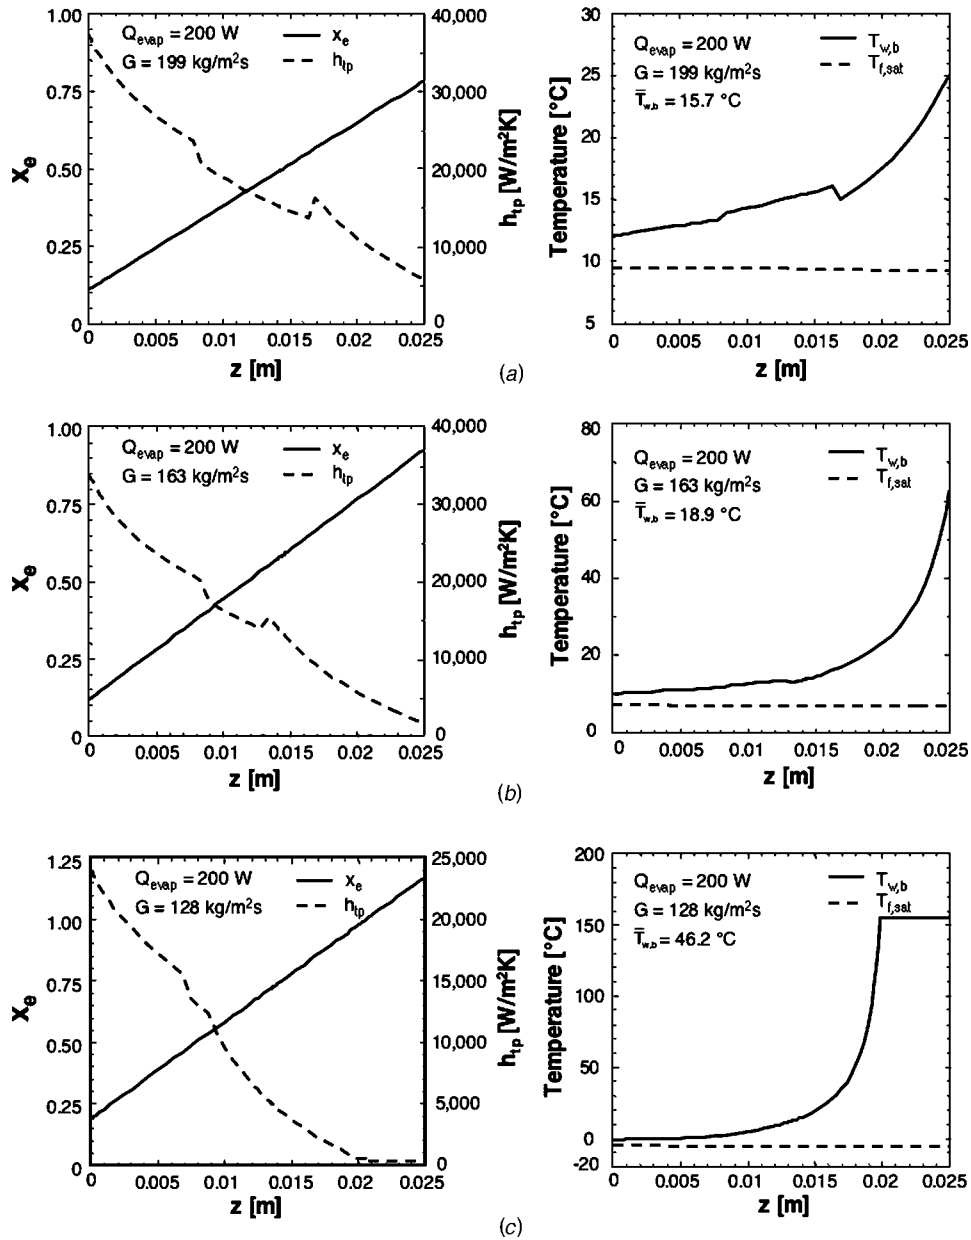 Q_evap = 200 W
G = 199 kg/m²s
x_e
h_tp
1.00
0.75
0.50
0.25
0
X_e
40,000
30,000
20,000
10,000
0
h_tp [W/m²K]
0 0.005 0.010 0.015 0.020 0.025
z [m]
Q_evap = 200 W
G = 199 kg/m²s
T̿_w,b = 15.7 °C
T_w,b
T_f,sat
30
25
20
15
10
5
Temperature [°C]
0 0.005 0.01 0.015 0.02 0.025
z [m]
(a)
Q_evap = 200 W
G = 163 kg/m²s
x_e
h_tp
1.00
0.75
0.50
0.25
0
X_e
40,000
30,000
20,000
10,000
0
h_tp [W/m²K]
0 0.005 0.010 0.015 0.020 0.025
z [m]
Q_evap = 200 W
G = 163 kg/m²s
T̿_w,b = 18.9 °C
T_w,b
T_f,sat
80
60
40
20
0
Temperature [°C]
0 0.005 0.01 0.015 0.02 0.025
z [m]
(b)
Q_evap = 200 W
G = 128 kg/m²s
x_e
h_tp
1.25
1.00
0.75
0.50
0.25
0
X_e
25,000
20,000
15,000
10,000
5,000
0
h_tp [W/m²K]
0 0.005 0.010 0.015 0.020 0.025
z [m]
Q_evap = 200 W
G = 128 kg/m²s
T̿_w,b = 46.2 °C
T_w,b
T_f,sat
200
150
100
50
0
-20
Temperature [°C]
0 0.005 0.01 0.015 0.02 0.025
z [m]
(c)